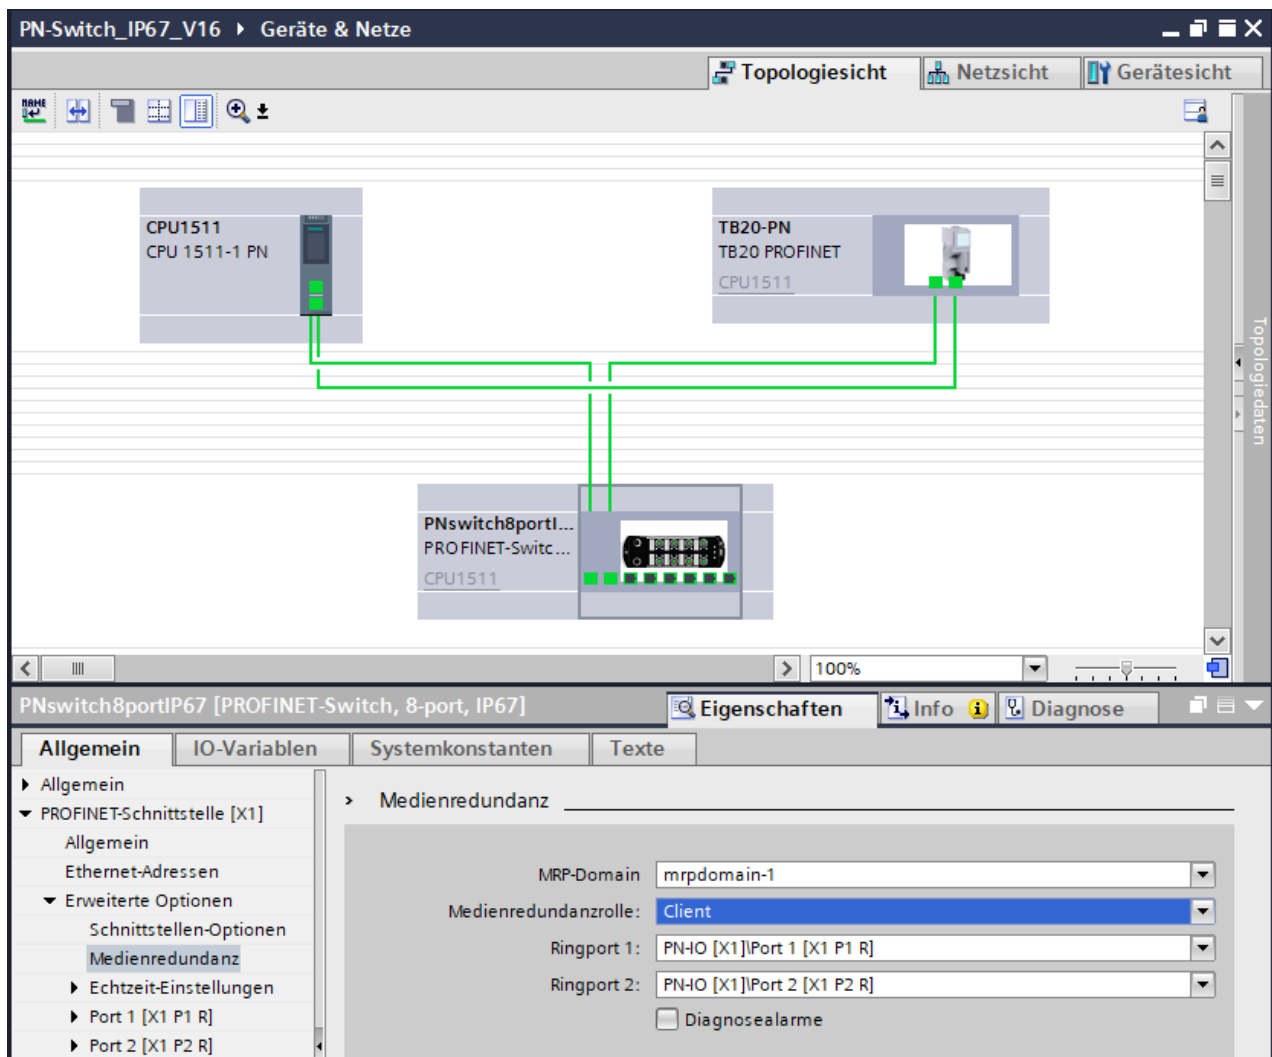 PN-Switch_IP67_V16 ▸ Geräte & Netze
Topologiesicht Netzsicht Gerätesicht
NAME
CPU1511
CPU 1511-1 PN
TB20-PN
TB20 PROFINET
CPU1511
Topologiedaten
PNswitch8portI...
PROFINET-Switc...
CPU1511
100%
PNswitch8portIP67 [PROFINET-Switch, 8-port, IP67]
Eigenschaften Info Diagnose
Allgemein IO-Variablen Systemkonstanten Texte
Allgemein
PROFINET-Schnittstelle [X1]
Allgemein
Ethernet-Adressen
Erweiterte Optionen
Schnittstellen-Optionen
Medienredundanz
Echtzeit-Einstellungen
Port 1 [X1 P1 R]
Port 2 [X1 P2 R]
Medienredundanz
MRP-Domain mrpdomain-1
Medienredundanzrolle: Client
Ringport 1: PN-IO [X1]\Port 1 [X1 P1 R]
Ringport 2: PN-IO [X1]\Port 2 [X1 P2 R]
Diagnosealarme